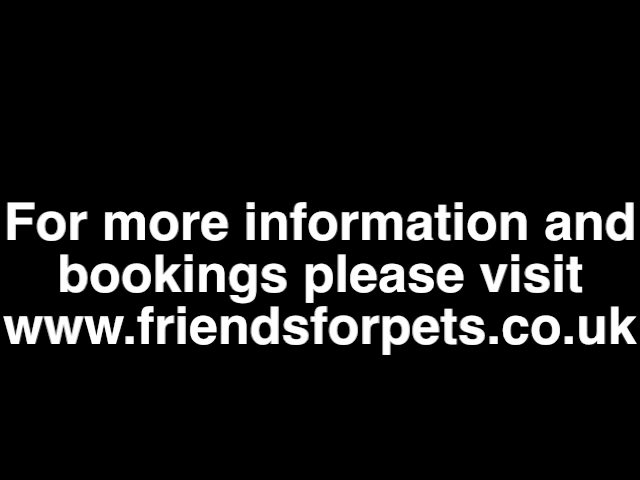 For more information and
bookings please visit
www.friendsforpets.co.uk